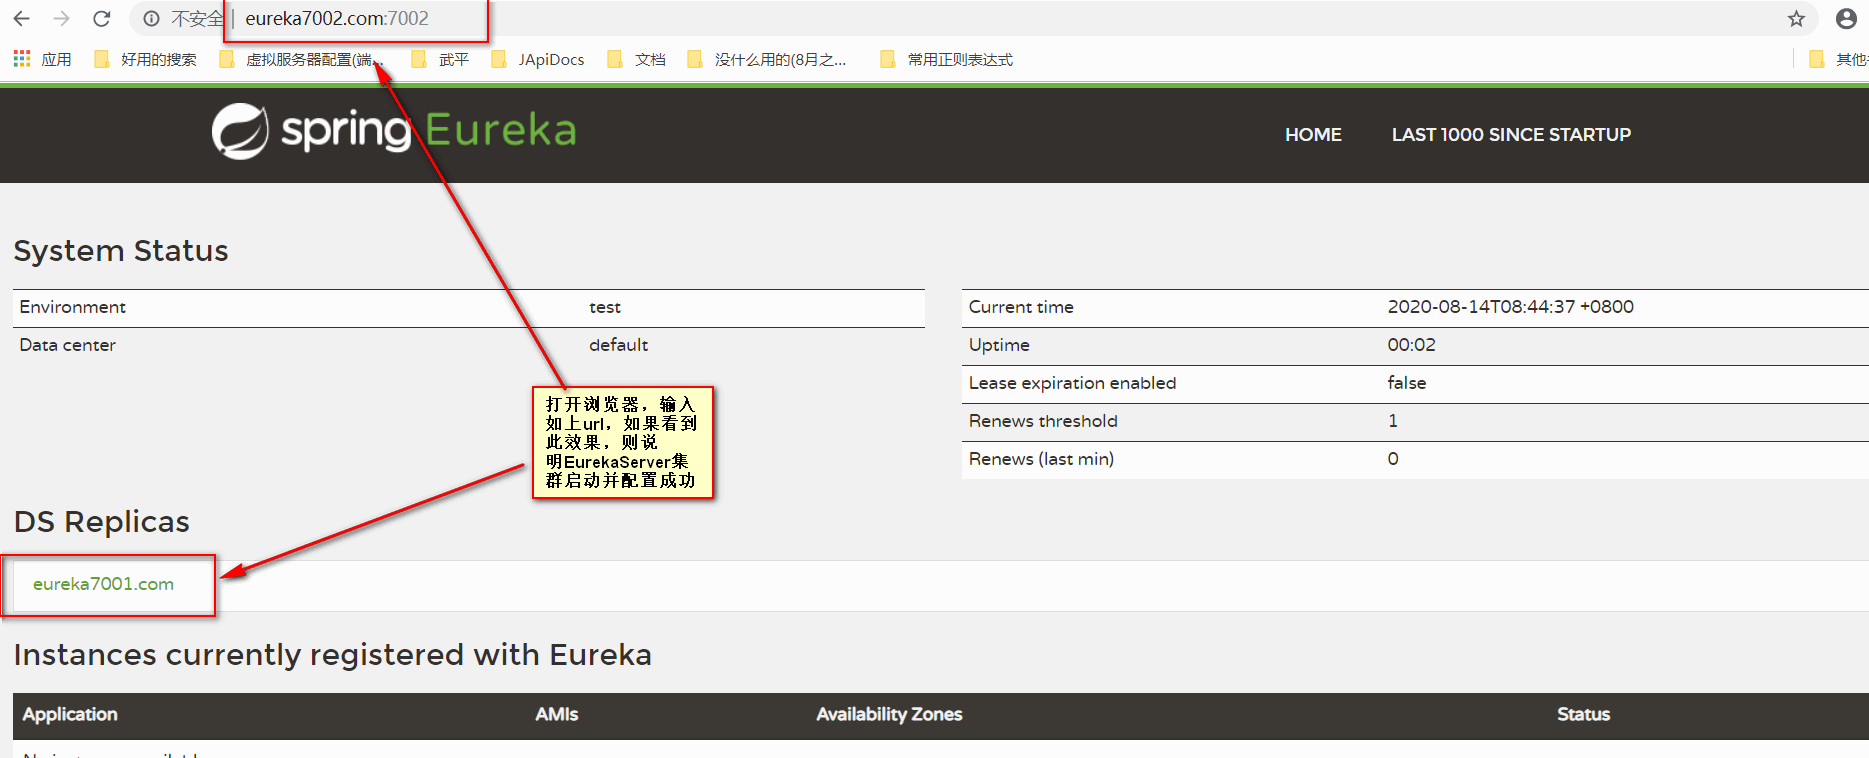 不安全 | eureka7002.com:7002
应用 好用的搜索 虚拟服务器配置(端... 武平 JApiDocs 文档 没什么用的(8月之... 常用正则表达式 其他
spring Eureka HOME LAST 1000 SINCE STARTUP
System Status
Environment test
Data center default
Current time 2020-08-14T08:44:37 +0800
Uptime 00:02
Lease expiration enabled false
Renews threshold 1
Renews (last min) 0
打开浏览器，输入
如上url，如果看到
此效果，则说
明EurekaServer集
群启动并配置成功
DS Replicas
eureka7001.com
Instances currently registered with Eureka
Application AMIs Availability Zones Status